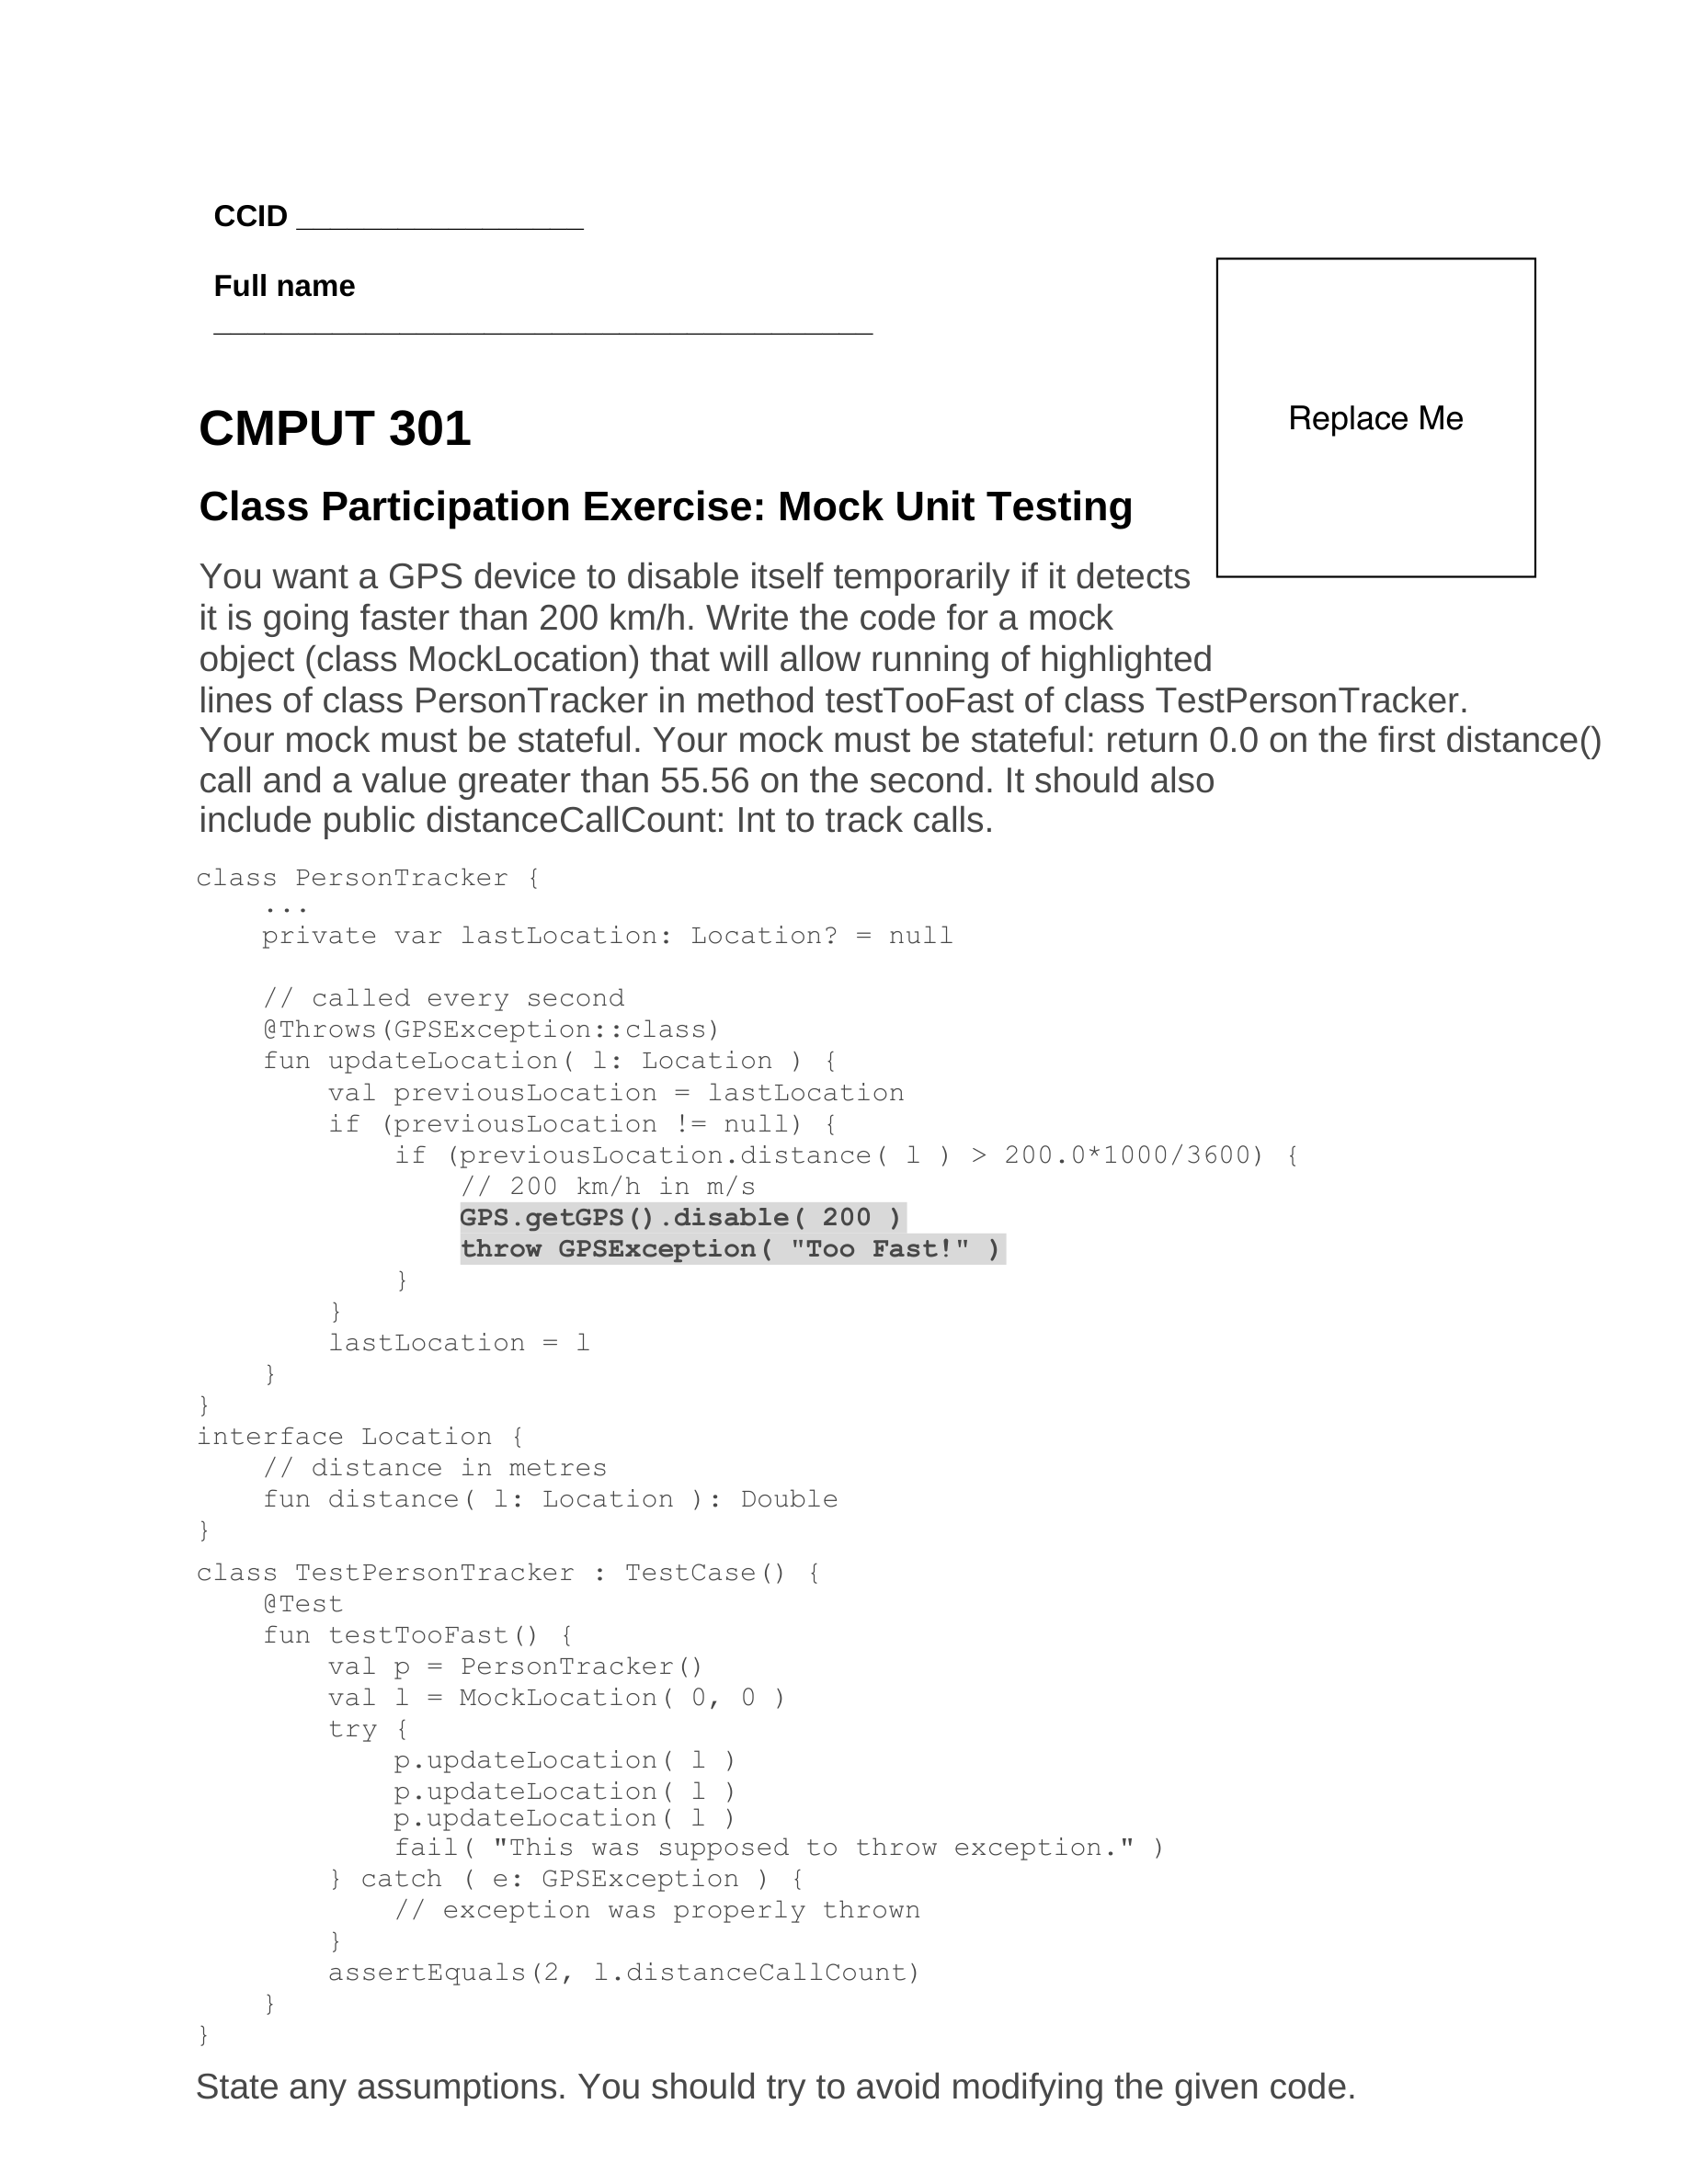 CCID _________________
Full name
_______________________________________
Replace Me
CMPUT 301
Class Participation Exercise: Mock Unit Testing
You want a GPS device to disable itself temporarily if it detects
it is going faster than 200 km/h. Write the code for a mock
object (class MockLocation) that will allow running of highlighted
lines of class PersonTracker in method testTooFast of class TestPersonTracker.
Your mock must be stateful. Your mock must be stateful: return 0.0 on the first distance()
call and a value greater than 55.56 on the second. It should also
include public distanceCallCount: Int to track calls.
class PersonTracker {
    ...
    private var lastLocation: Location? = null
    // called every second
    @Throws(GPSException::class)
    fun updateLocation( l: Location ) {
        val previousLocation = lastLocation
        if (previousLocation != null) {
            if (previousLocation.distance( l ) > 200.0*1000/3600) {
                // 200 km/h in m/s
                GPS.getGPS().disable( 200 )
                throw GPSException( "Too Fast!" )
            }
        }
        lastLocation = l
    }
}
interface Location {
    // distance in metres
    fun distance( l: Location ): Double
}
class TestPersonTracker : TestCase() {
    @Test
    fun testTooFast() {
        val p = PersonTracker()
        val l = MockLocation( 0, 0 )
        try {
            p.updateLocation( l )
            p.updateLocation( l )
            p.updateLocation( l )
            fail( "This was supposed to throw exception." )
        } catch ( e: GPSException ) {
            // exception was properly thrown
        }
        assertEquals(2, l.distanceCallCount)
    }
}
State any assumptions. You should try to avoid modifying the given code.